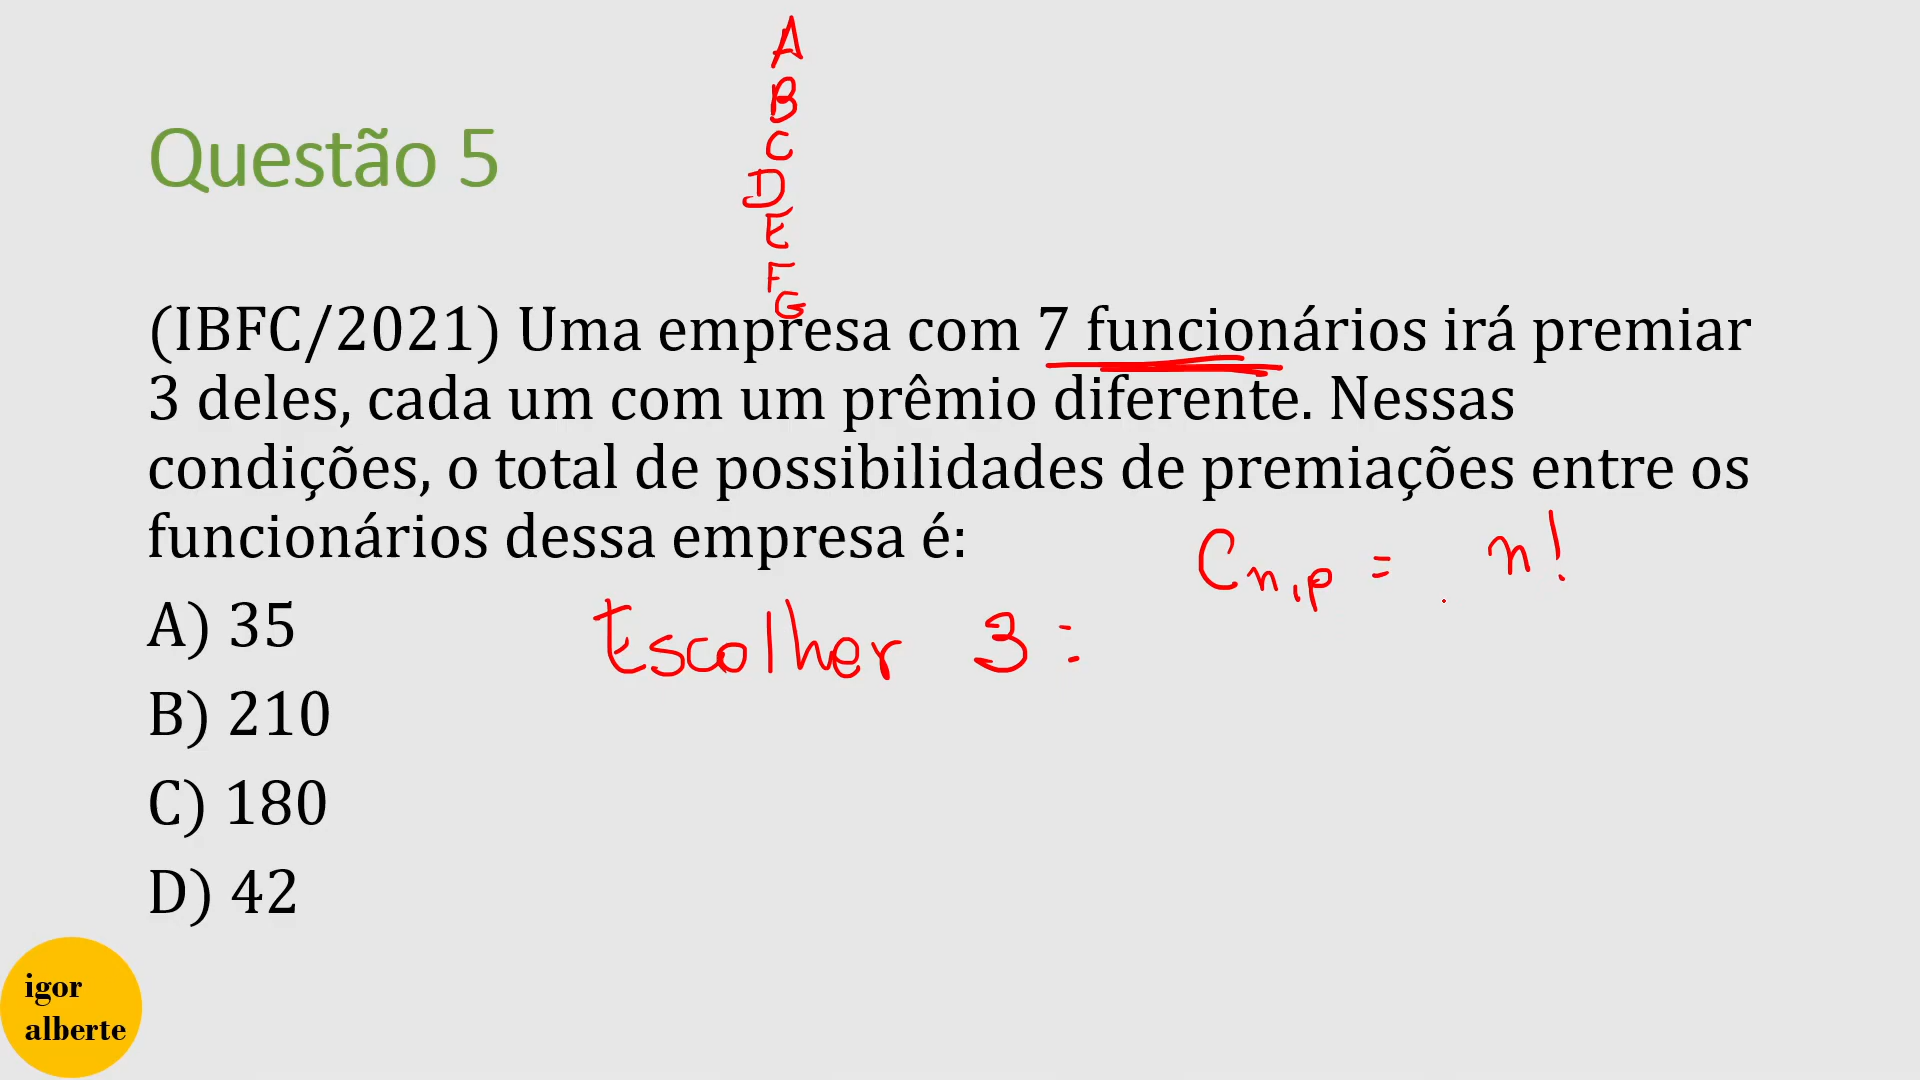 A
B
C
D
E
F
G
Questão 5
(IBFC/2021) Uma empresa com 7 funcionários irá premiar
3 deles, cada um com um prêmio diferente. Nessas
condições, o total de possibilidades de premiações entre os
funcionários dessa empresa é:
C n,p = n!
A) 35
Escolher 3:
B) 210
C) 180
D) 42
igor
alberte